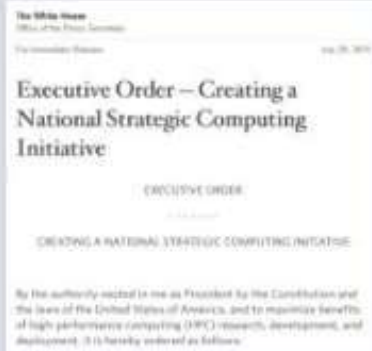 The White House
Office of the Press Secretary
For Immediate Release
Executive Order – Creating a
National Strategic Computing
Initiative
EXECUTIVE ORDER
CREATING A NATIONAL STRATEGIC COMPUTING INITIATIVE
By the authority vested in me as President by the Constitution and
the laws of the United States of America, and to maximize benefits
of high-performance computing (HPC) research, development, and
deployment, it is hereby ordered as follows: